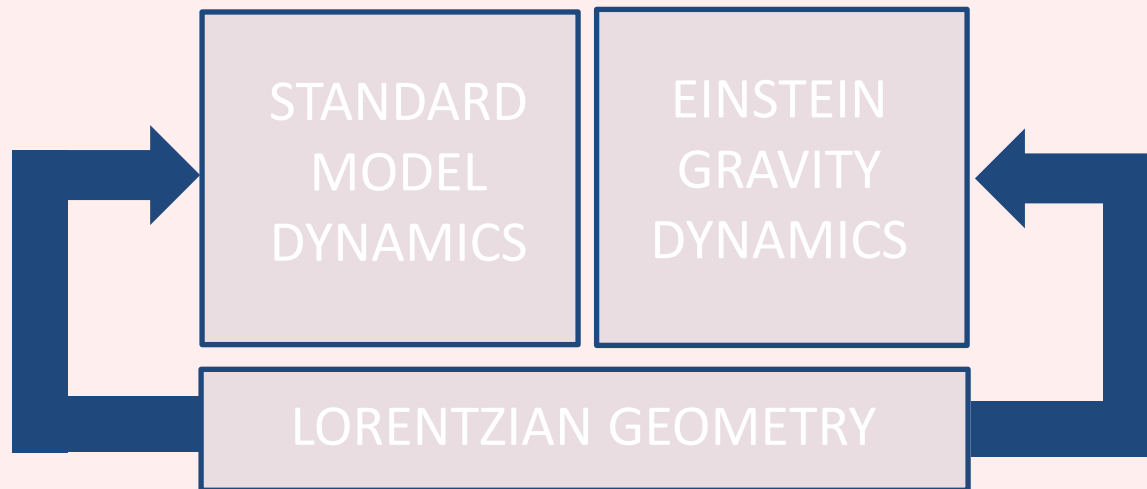 STANDARD
MODEL
DYNAMICS
EINSTEIN
GRAVITY
DYNAMICS
LORENTZIAN GEOMETRY